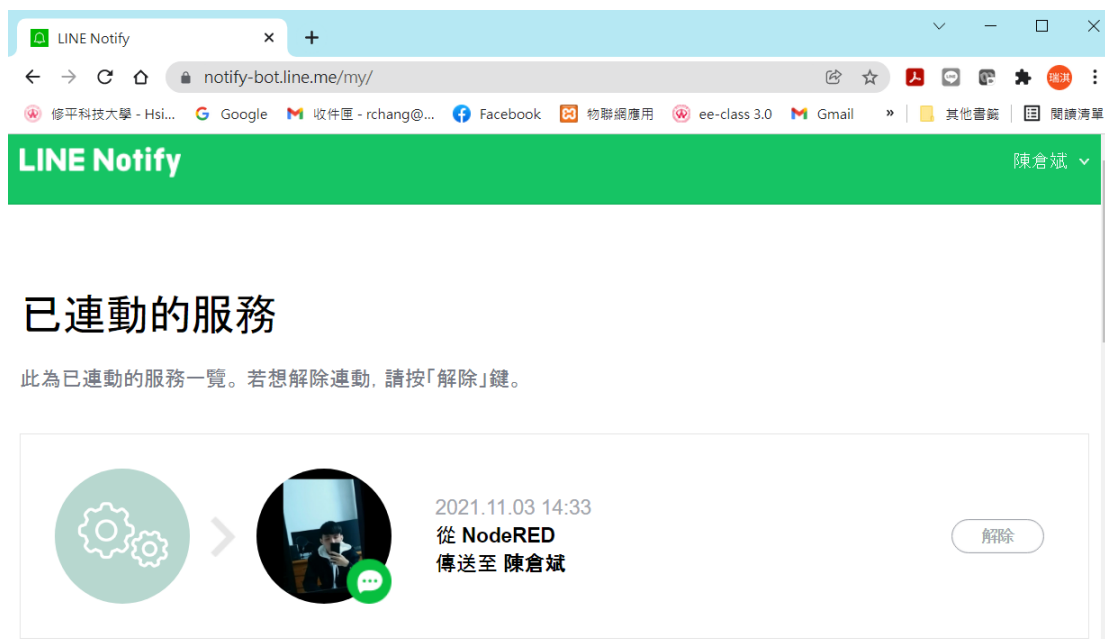 LINE Notify
notify-bot.line.me/my/
瑞淇
修平科技大學 - Hsi...
Google
收件匣 - rchang@...
Facebook
物聯網應用
ee-class 3.0
Gmail
»
其他書籤
閱讀清單
LINE Notify
陳倉斌
已連動的服務
此為已連動的服務一覽。若想解除連動, 請按「解除」鍵。
2021.11.03 14:33
從 NodeRED
傳送至 陳倉斌
解除